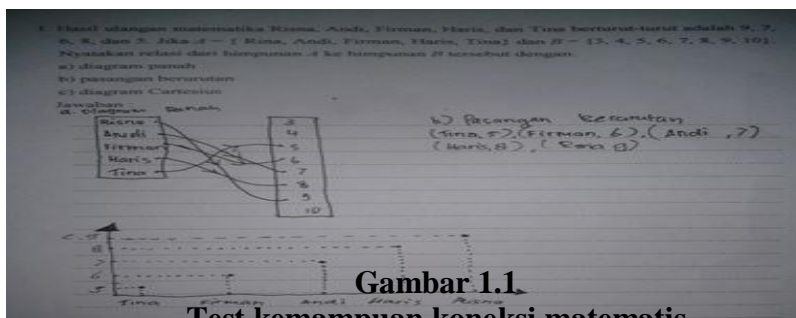 1. Hasil ulangan matematika Risna, Andi, Firman, Haris, dan Tina berturut-turut adalah 9, 7,
6, 8, dan 5. Jika A = { Rina, Andi, Firman, Haris, Tina} dan B = {3, 4, 5, 6, 7, 8, 9, 10}.
Nyatakan relasi dari himpunan A ke himpunan B tersebut dengan:
a) diagram panah
b) pasangan berurutan
c) diagram Cartesius
Jawaban :
a. Diagram Panah
Risna
Andi
Firman
Haris
Tina
3
4
5
6
7
8
9
10
b) Pasangan Berurutan
(Tina, 5), (Firman, 6), (Andi, 7)
(Haris, 8), (
c.
8
7
6
5
Tina Firman Andi Haris Risna
Gambar 1.1
Test kemampuan koneksi matematis